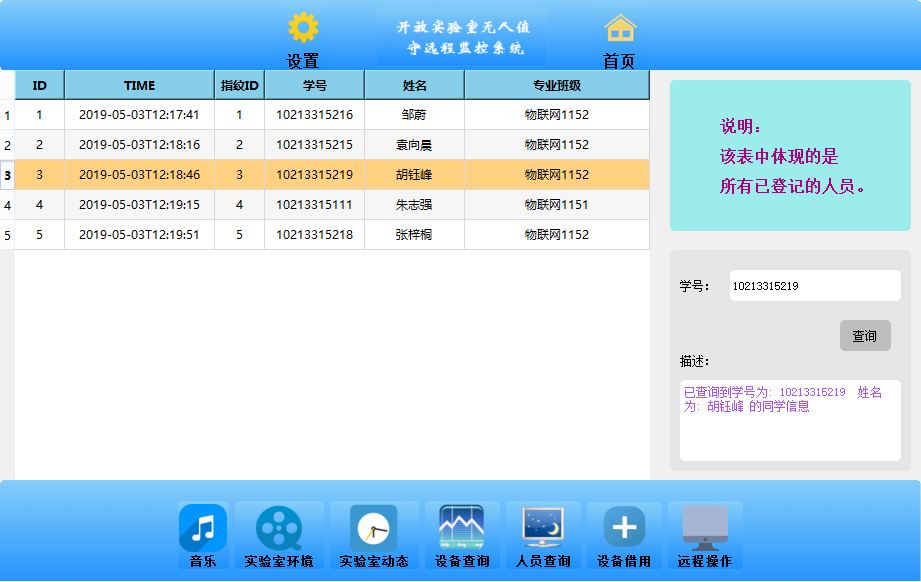 开放实验室无人值
守远程监控系统
设置
首页
ID TIME 指纹ID 学号 姓名 专业班级
1 1 2019-05-03T12:17:41 1 10213315216 邹蔚 物联网1152
2 2 2019-05-03T12:18:16 2 10213315215 袁向晨 物联网1152
3 3 2019-05-03T12:18:46 3 10213315219 胡钰峰 物联网1152
4 4 2019-05-03T12:19:15 4 10213315111 朱志强 物联网1151
5 5 2019-05-03T12:19:51 5 10213315218 张梓桐 物联网1152
说明：
该表中体现的是
所有已登记的人员。
学号： 10213315219
查询
描述：
已查询到学号为：10213315219 姓名
为：胡钰峰 的同学信息
音乐 实验室环境 实验室动态 设备查询 人员查询 设备借用 远程操作